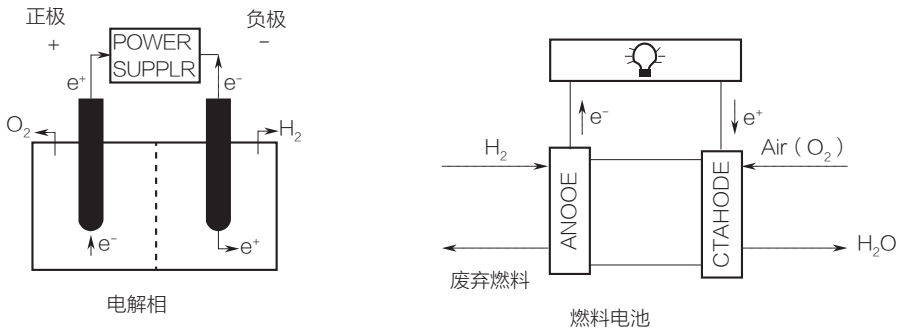 正极
+
负极
−
POWER
SUPPLR
e⁺
e⁻
O₂
H₂
e⁻
e⁺
电解相
e⁻
e⁺
H₂
Air（O₂）
ANOOE
CTAHODE
废弃燃料
H₂O
燃料电池